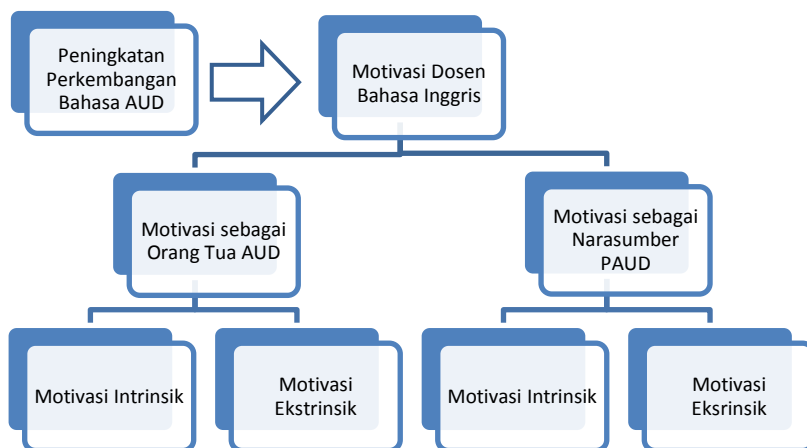 Peningkatan
Perkembangan
Bahasa AUD
Motivasi Dosen
Bahasa Inggris
Motivasi sebagai
Orang Tua AUD
Motivasi sebagai
Narasumber
PAUD
Motivasi Intrinsik
Motivasi
Ekstrinsik
Motivasi Intrinsik
Motivasi
Eksrinsik